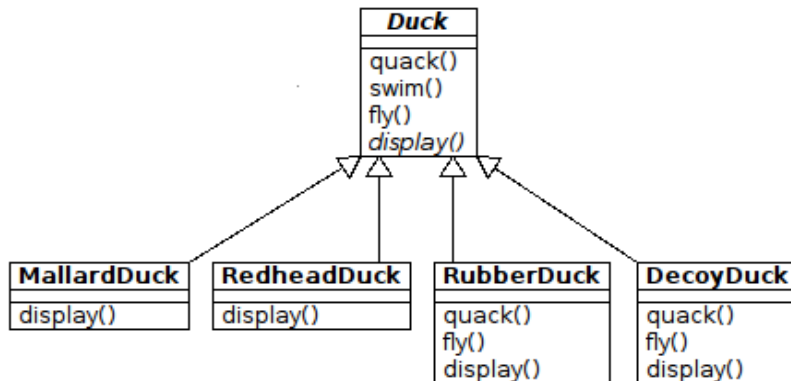 Duck
quack()
swim()
fly()
display()
MallardDuck
display()
RedheadDuck
display()
RubberDuck
quack()
fly()
display()
DecoyDuck
quack()
fly()
display()